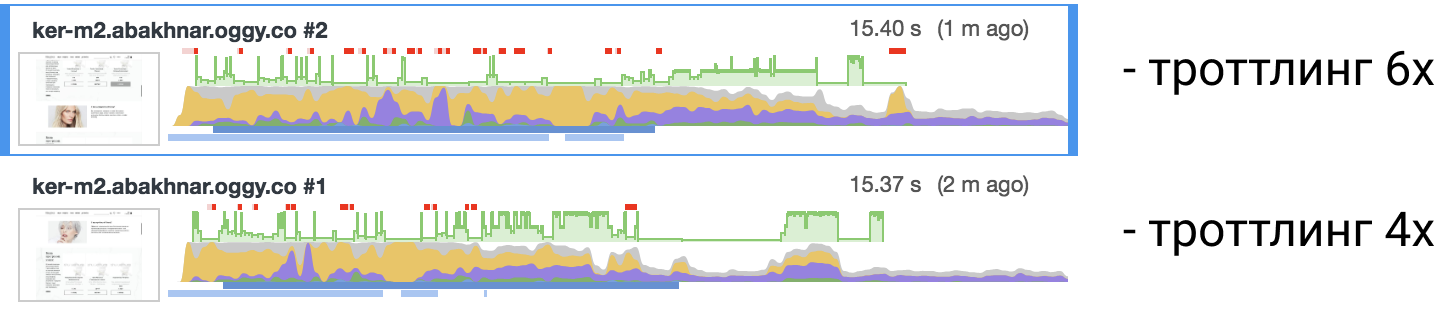 ker-m2.abakhnar.oggy.co #2
15.40 s (1 m ago)
- троттлинг 6x
ker-m2.abakhnar.oggy.co #1
15.37 s (2 m ago)
- троттлинг 4x